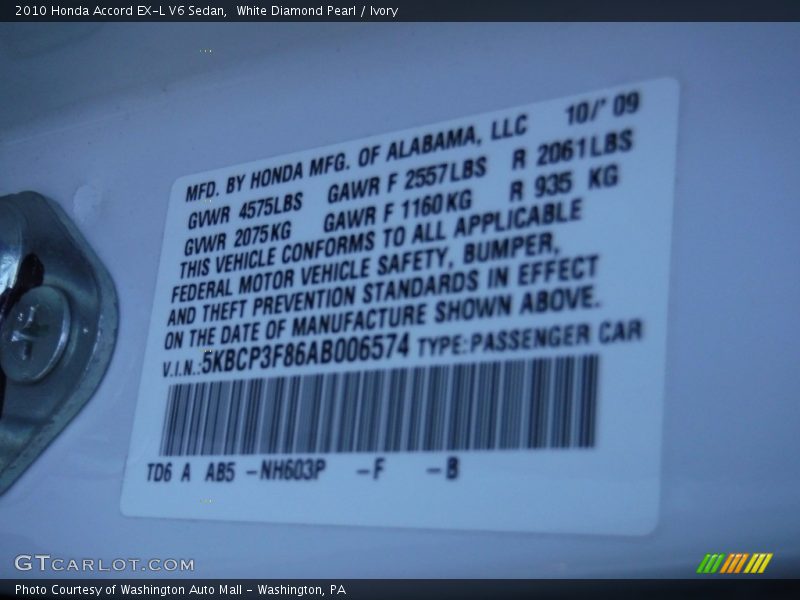 2010 Honda Accord EX-L V6 Sedan,  White Diamond Pearl / Ivory
MFD. BY HONDA MFG. OF ALABAMA, LLC 10/'09
GVWR 4575LBS GAWR F 2557LBS R 2061LBS
GVWR 2075KG GAWR F 1160KG R 935 KG
THIS VEHICLE CONFORMS TO ALL APPLICABLE
FEDERAL MOTOR VEHICLE SAFETY, BUMPER,
AND THEFT PREVENTION STANDARDS IN EFFECT
ON THE DATE OF MANUFACTURE SHOWN ABOVE.
V.I.N.:5KBCP3F86AB006574 TYPE:PASSENGER CAR
TD6 A AB5 -NH603P -F -B
GTCARLOT.COM
Photo Courtesy of Washington Auto Mall - Washington, PA